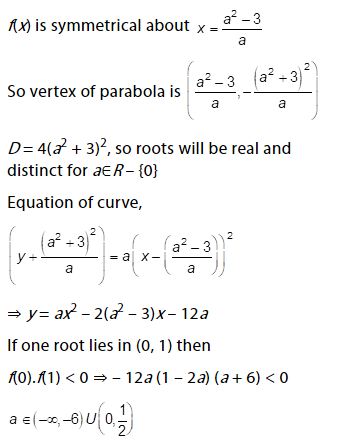 f(x) is symmetrical about x = (a² – 3)/a
So vertex of parabola is ((a² – 3)/a, –(a² + 3)²/a)
D = 4(a² + 3)², so roots will be real and
distinct for a∈R – {0}
Equation of curve,
(y + (a² + 3)²/a) = a(x – ((a² – 3)/a))²
⇒ y = ax² – 2(a² – 3)x – 12a
If one root lies in (0, 1) then
f(0).f(1) < 0 ⇒ – 12a (1 – 2a) (a + 6) < 0
a ∈(–∞, –6) U (0, 1/2)